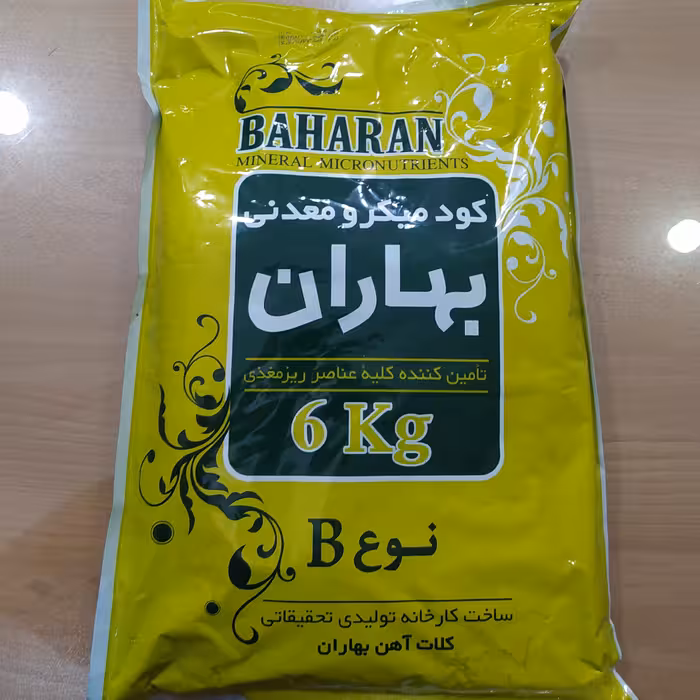 BAHARAN
MINERAL MICRONUTRIENTS
کود میکرو معدنی
بهاران
تأمین کننده کلیهٔ عناصر ریزمغذی
6 Kg
نوع B
ساخت کارخانه تولیدی تحقیقاتی
کلات آهن بهاران